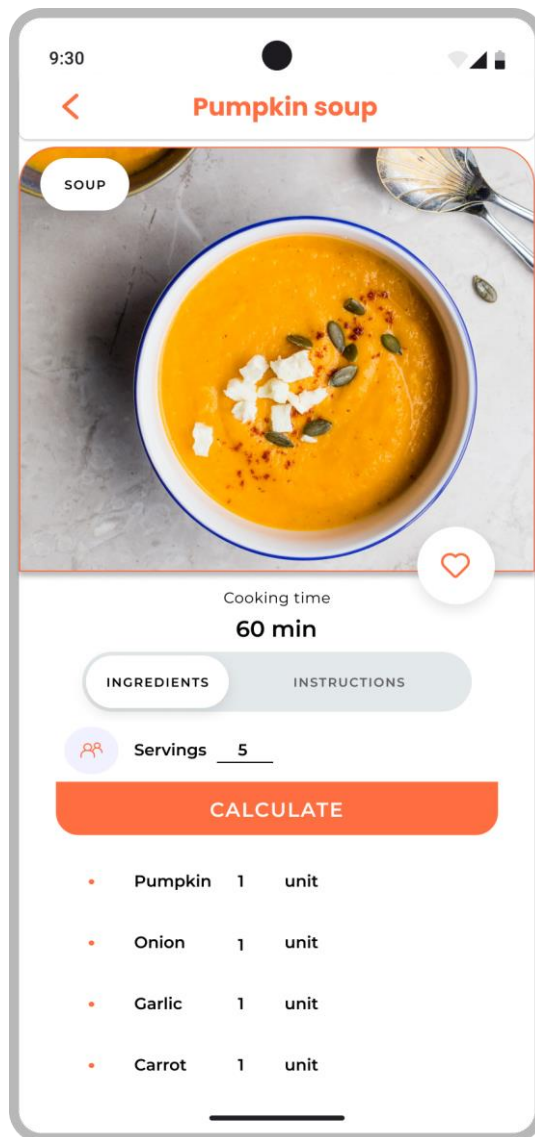 9:30
Pumpkin soup
SOUP
Cooking time
60 min
INGREDIENTS INSTRUCTIONS
Servings 5
CALCULATE
Pumpkin 1 unit
Onion 1 unit
Garlic 1 unit
Carrot 1 unit